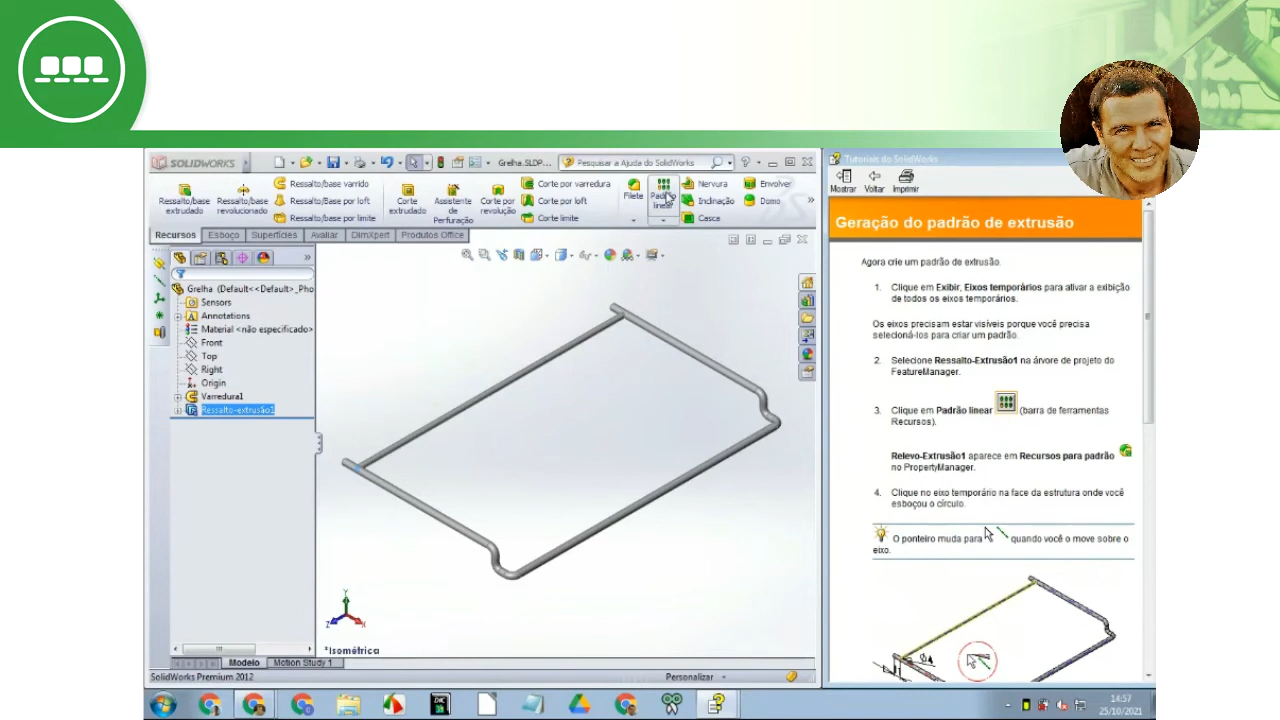 SOLIDWORKS
Grelha.SLDP...
Pesquisar a Ajuda do SolidWorks
Ressalto/base extrudado
Ressalto/base revolucionado
Ressalto/base varrido
Ressalto/base por loft
Ressalto/base por limite
Corte extrudado
Assistente de Perfuração
Corte por revolução
Corte por varredura
Corte por loft
Corte limite
Filete
Padrão linear
Nervura
Inclinação
Casca
Envolver
Domo
Recursos
Esboço
Superfícies
Avaliar
DimXpert
Produtos Office
Grelha (Default<<Default>_Pho
Sensors
Annotations
Material <não especificado>
Front
Top
Right
Origin
Varredura1
Ressalto-extrusão1
Y
Z
X
*Isométrica
Modelo
Motion Study 1
SolidWorks Premium 2012
Personalizar
Tutoriais do SolidWorks
Mostrar
Voltar
Imprimir
Geração do padrão de extrusão
Agora crie um padrão de extrusão.
1. Clique em Exibir, Eixos temporários para ativar a exibição
de todos os eixos temporários.
Os eixos precisam estar visíveis porque você precisa
selecioná-los para criar um padrão.
2. Selecione Ressalto-Extrusão1 na árvore de projeto do
FeatureManager.
3. Clique em Padrão linear (barra de ferramentas
Recursos).
Relevo-Extrusão1 aparece em Recursos para padrão
no PropertyManager.
4. Clique no eixo temporário na face da estrutura onde você
esboçou o círculo.
O ponteiro muda para quando você o move sobre o
eixo.
14:57
25/10/2021